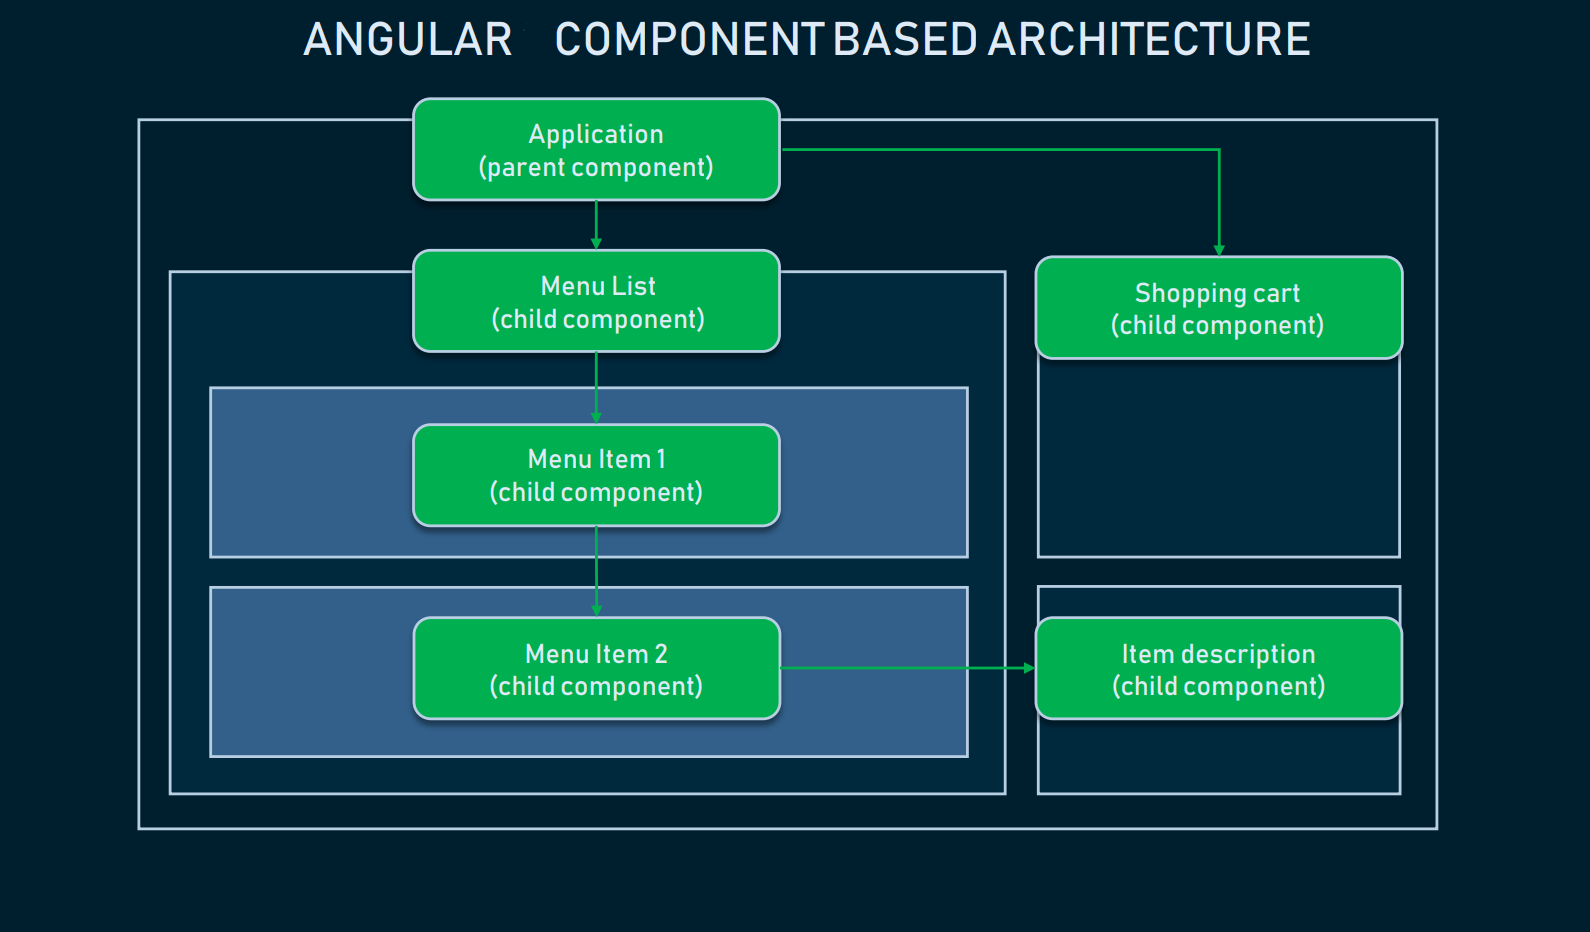 ANGULAR COMPONENT BASED ARCHITECTURE
Application
(parent component)
Menu List
(child component)
Shopping cart
(child component)
Menu Item 1
(child component)
Menu Item 2
(child component)
Item description
(child component)